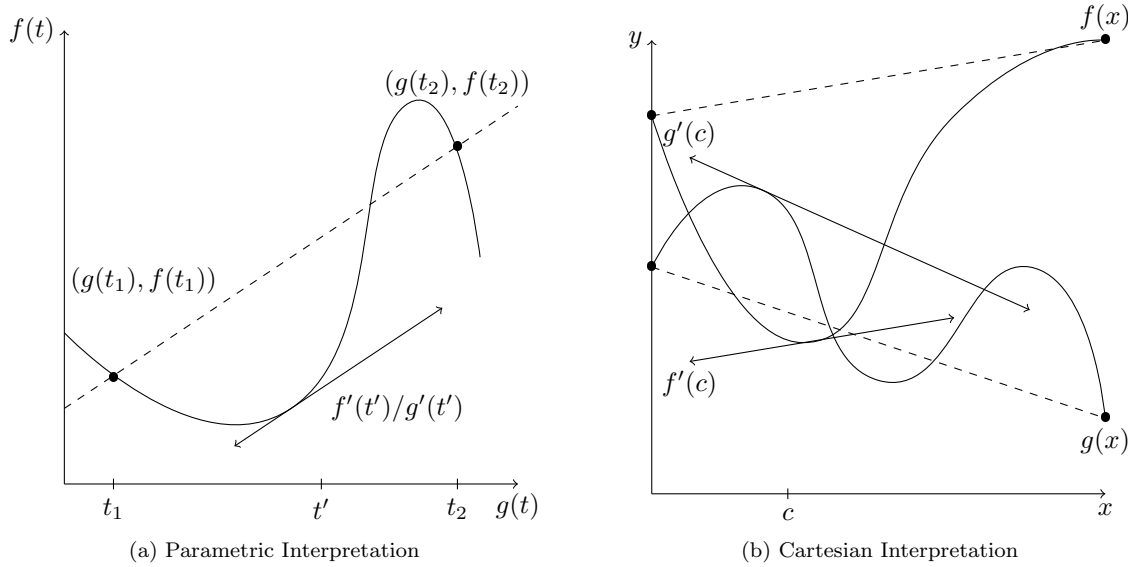 f(t)
(g(t₂), f(t₂))
(g(t₁), f(t₁))
f′(t′)/g′(t′)
t₁
t′
t₂
g(t)
(a) Parametric Interpretation
f(x)
y
g′(c)
f′(c)
g(x)
c
x
(b) Cartesian Interpretation